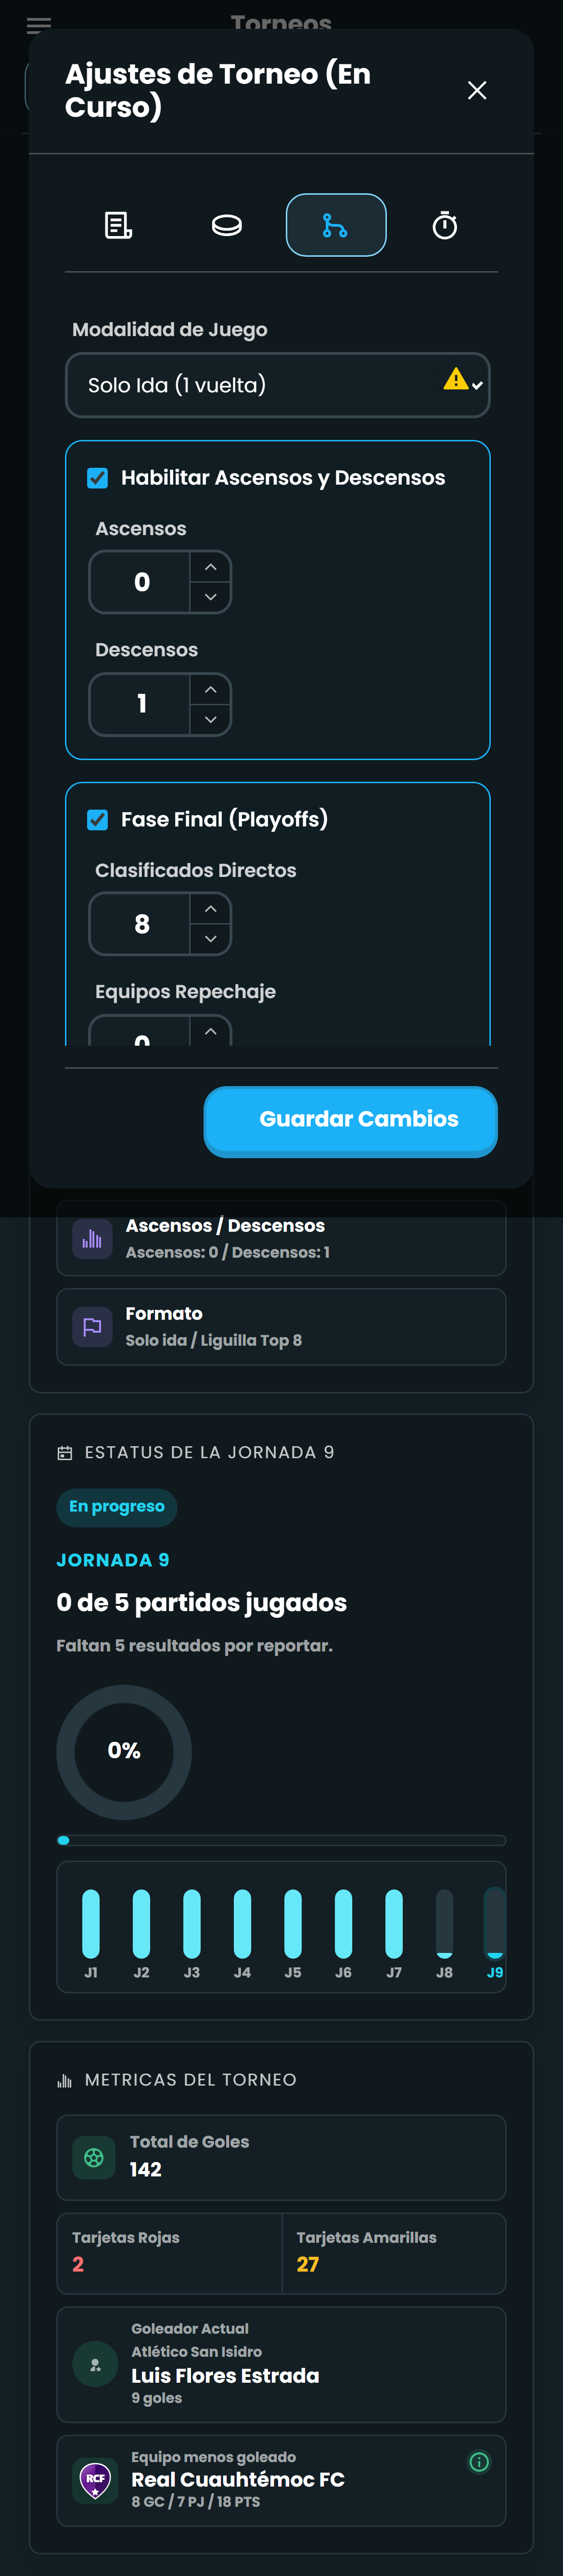 Torneos
Ajustes de Torneo (En
Curso)
Modalidad de Juego
Solo Ida (1 vuelta)
Habilitar Ascensos y Descensos
Ascensos
0
Descensos
1
Fase Final (Playoffs)
Clasificados Directos
8
Equipos Repechaje
0
Guardar Cambios
Ascensos / Descensos
Ascensos: 0 / Descensos: 1
Formato
Solo ida / Liguilla Top 8
ESTATUS DE LA JORNADA 9
En progreso
JORNADA 9
0 de 5 partidos jugados
Faltan 5 resultados por reportar.
0%
J1 J2 J3 J4 J5 J6 J7 J8 J9
METRICAS DEL TORNEO
Total de Goles
142
Tarjetas Rojas Tarjetas Amarillas
2 27
Goleador Actual
Atlético San Isidro
Luis Flores Estrada
9 goles
Equipo menos goleado
RCF Real Cuauhtémoc FC
8 GC / 7 PJ / 18 PTS